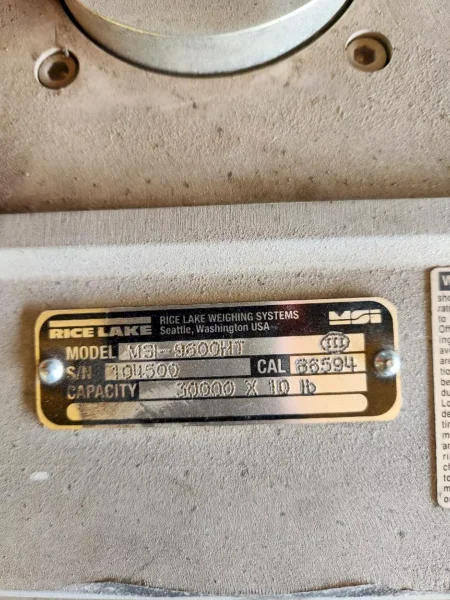 RICE LAKE
RICE LAKE WEIGHING SYSTEMS
Seattle, Washington USA
MSI
MODEL MSI-9600HT III
S/N 104500 CAL 66594
CAPACITY 30000 X 10 lb